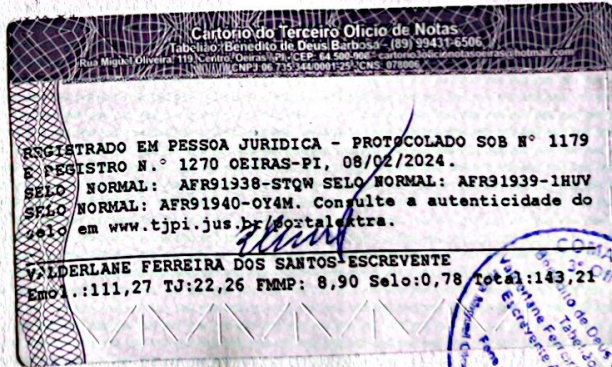 Cartório do Terceiro Ofício de Notas
Tabelião: Benedito de Deus Barbosa - (89) 99431-6506
Rua Miguel Oliveira, 119, Centro, Oeiras - PI - CEP: 64.500-000 - cartorio3oficionotasoeiras@hotmail.com
CNPJ: 06.735.344/0001-25 - CNS: 078006
REGISTRADO EM PESSOA JURIDICA - PROTOCOLADO SOB N° 1179
E REGISTRO N.° 1270 OEIRAS-PI, 08/02/2024.
SELO NORMAL: AFR91938-STQW SELO NORMAL: AFR91939-1HUV
SELO NORMAL: AFR91940-OY4M. Consulte a autenticidade do
selo em www.tjpi.jus.br/portalextra.
VALDERLANE FERREIRA DOS SANTOS-ESCREVENTE
Emol.:111,27 TJ:22,26 FMMP: 8,90 Selo:0,78 Total:143,21